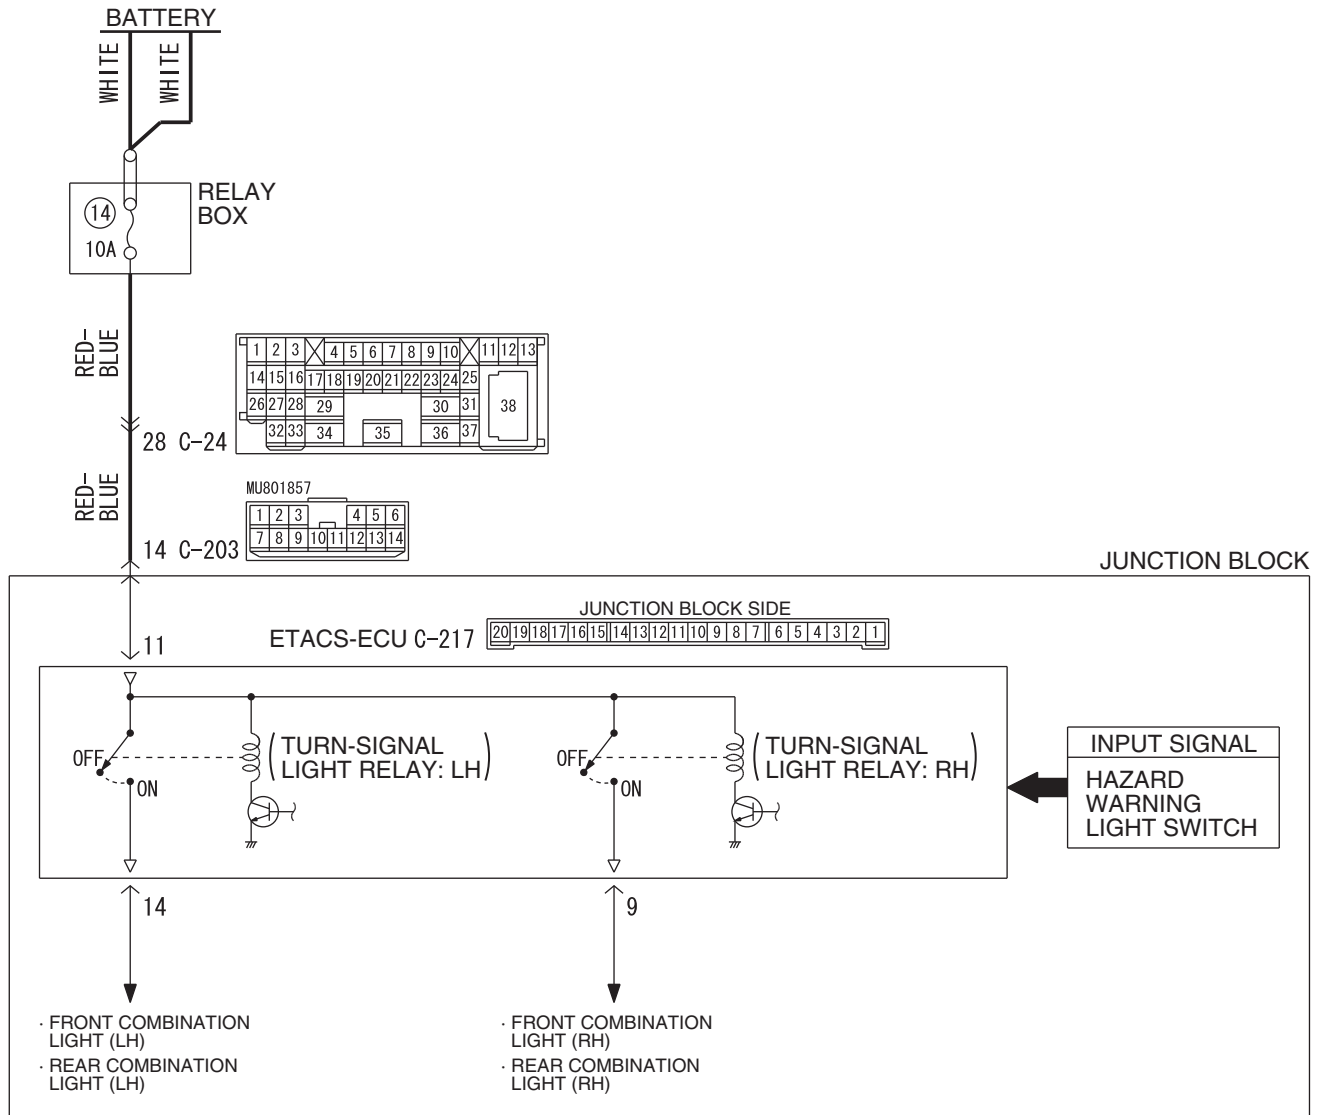 BATTERY
WHITE
WHITE
RELAY
BOX
14
10A
RED-
BLUE
1 2 3 4 5 6 7 8 9 10 11 12 13
14 15 16 17 18 19 20 21 22 23 24 25
26 27 28 29 30 31 38
32 33 34 35 36 37
28 C-24
RED-
BLUE
MU801857
1 2 3 4 5 6
7 8 9 10 11 12 13 14
14 C-203
JUNCTION BLOCK
JUNCTION BLOCK SIDE
11
ETACS-ECU C-217
20 19 18 17 16 15 14 13 12 11 10 9 8 7 6 5 4 3 2 1
OFF
ON
(TURN-SIGNAL
LIGHT RELAY: LH)
OFF
ON
(TURN-SIGNAL
LIGHT RELAY: RH)
INPUT SIGNAL
HAZARD
WARNING
LIGHT SWITCH
14
9
· FRONT COMBINATION
LIGHT (LH)
· REAR COMBINATION
LIGHT (LH)
· FRONT COMBINATION
LIGHT (RH)
· REAR COMBINATION
LIGHT (RH)